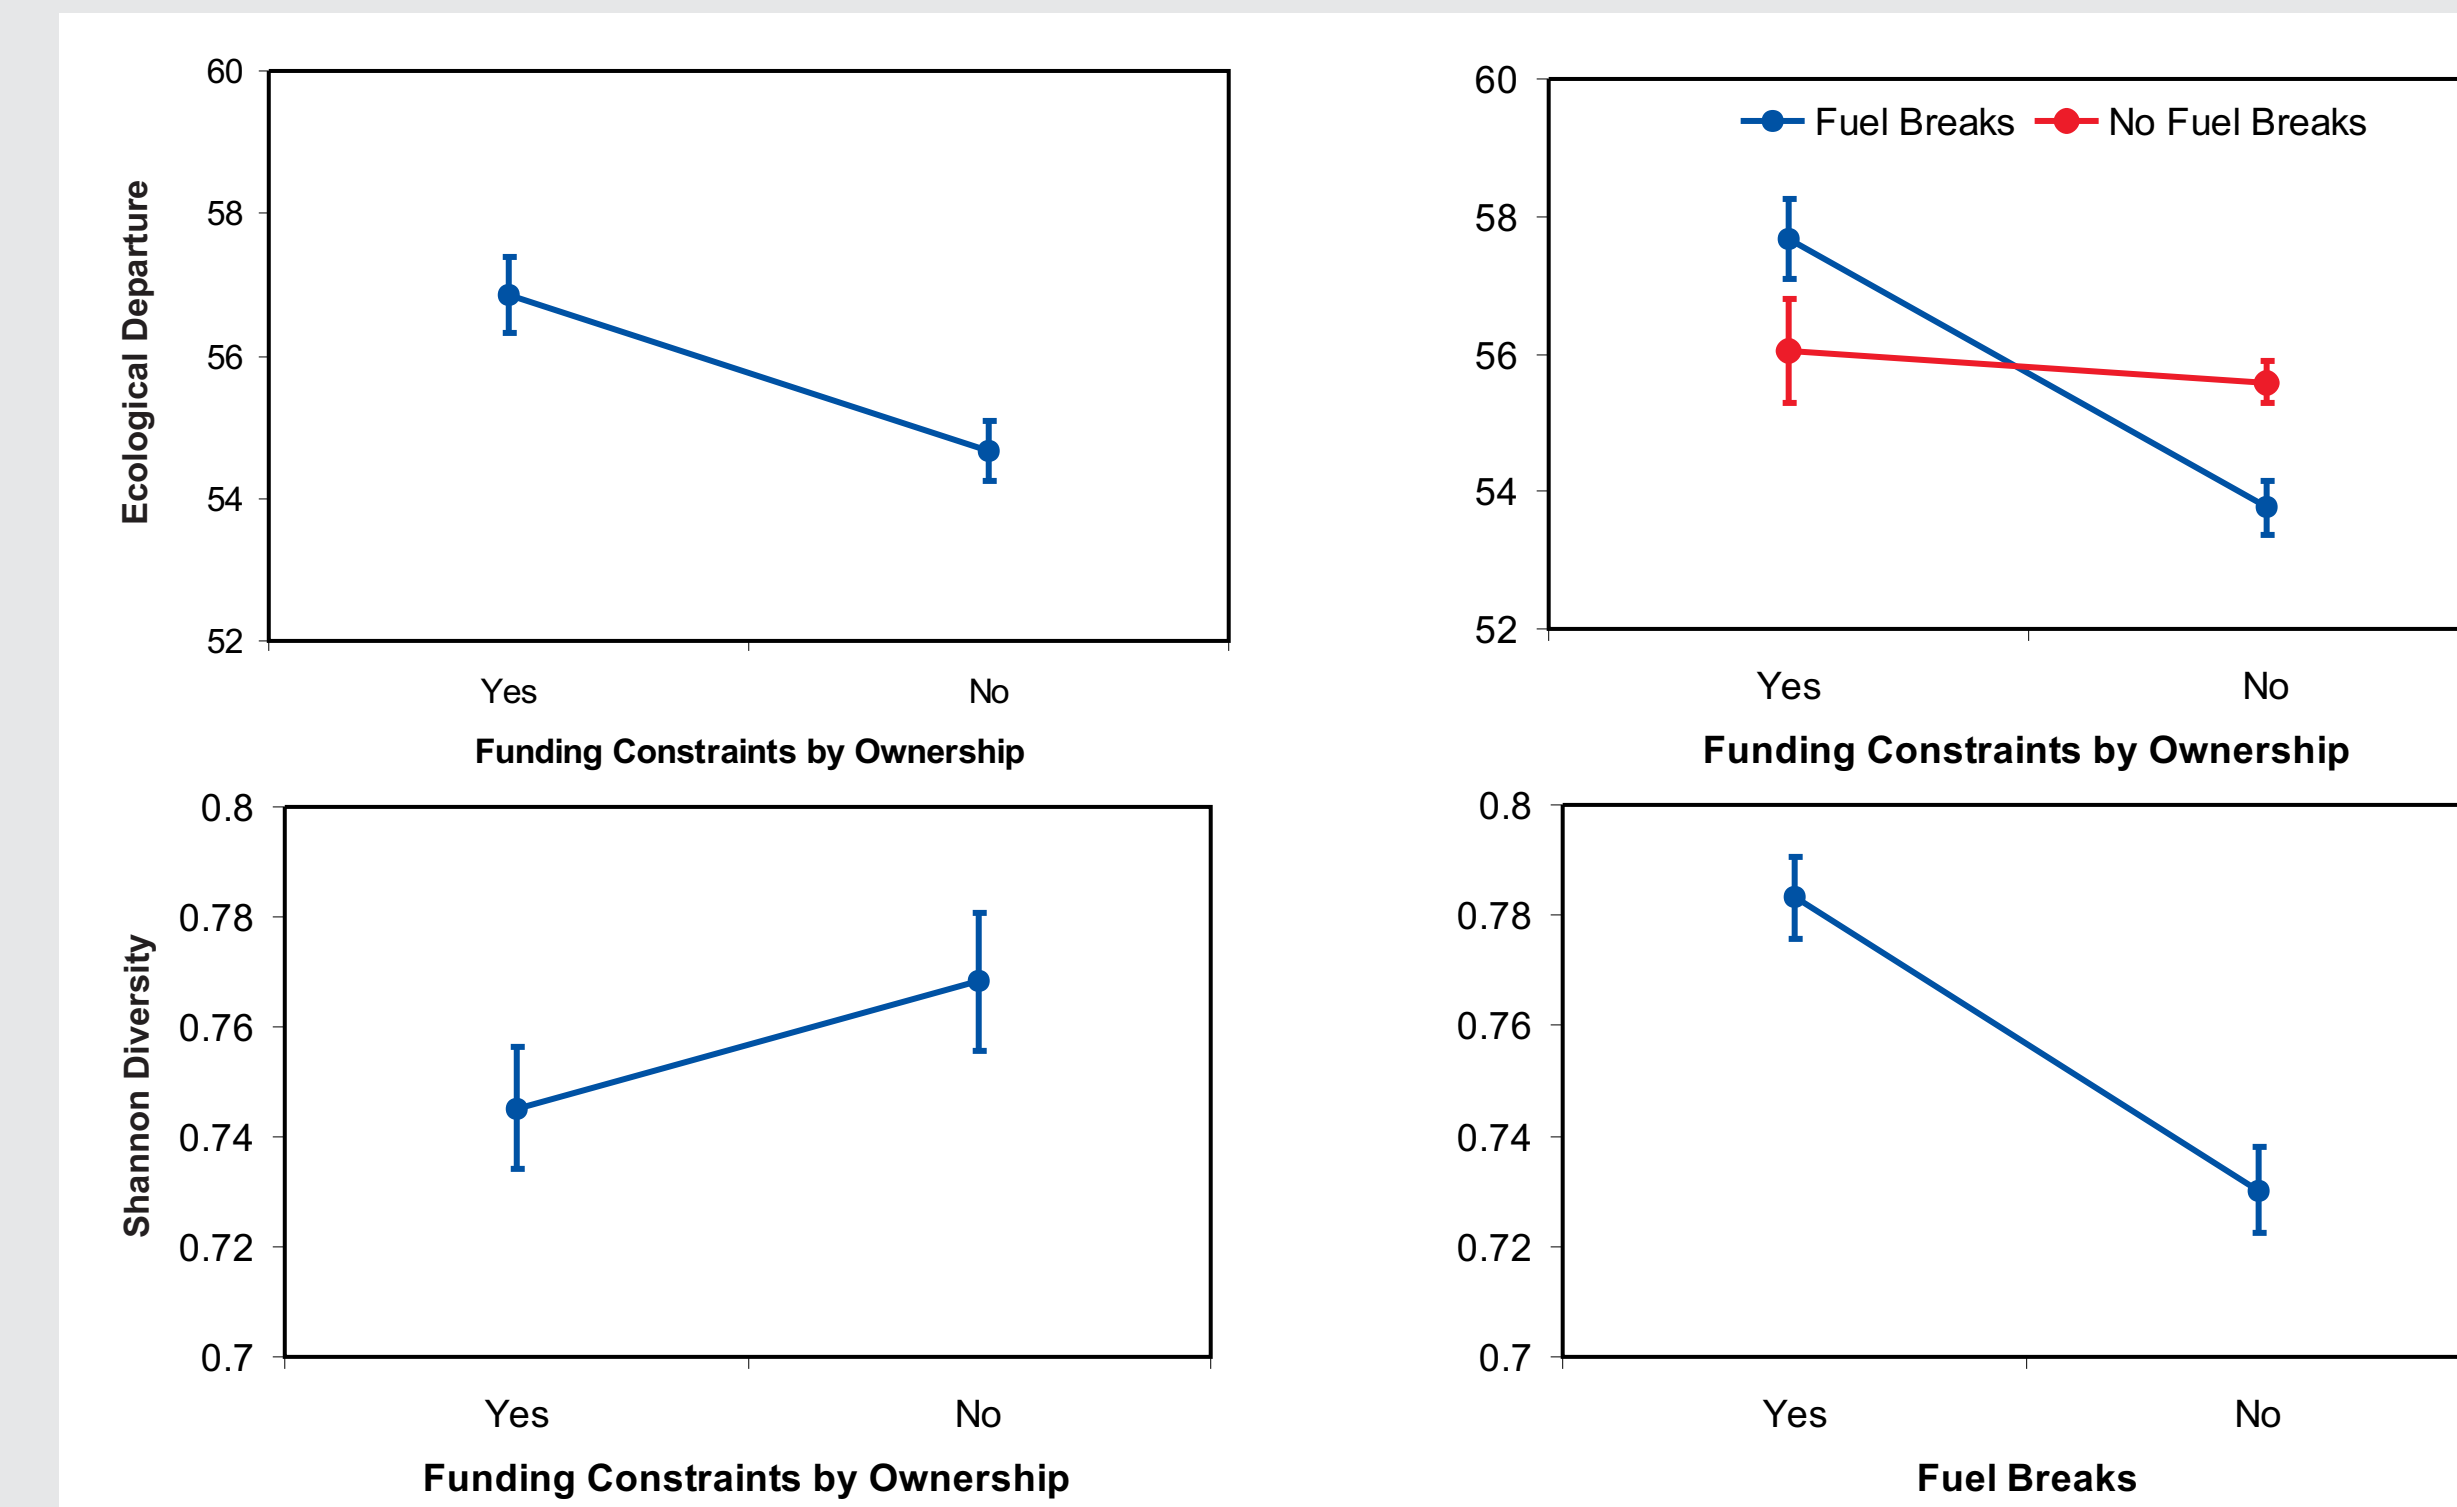 60
58
56
54
52
Ecological Departure
Yes No
Funding Constraints by Ownership
60
58
56
54
52
Fuel Breaks No Fuel Breaks
Yes No
Funding Constraints by Ownership
0.8
0.78
0.76
0.74
0.72
0.7
Shannon Diversity
Yes No
Funding Constraints by Ownership
0.8
0.78
0.76
0.74
0.72
0.7
Yes No
Fuel Breaks